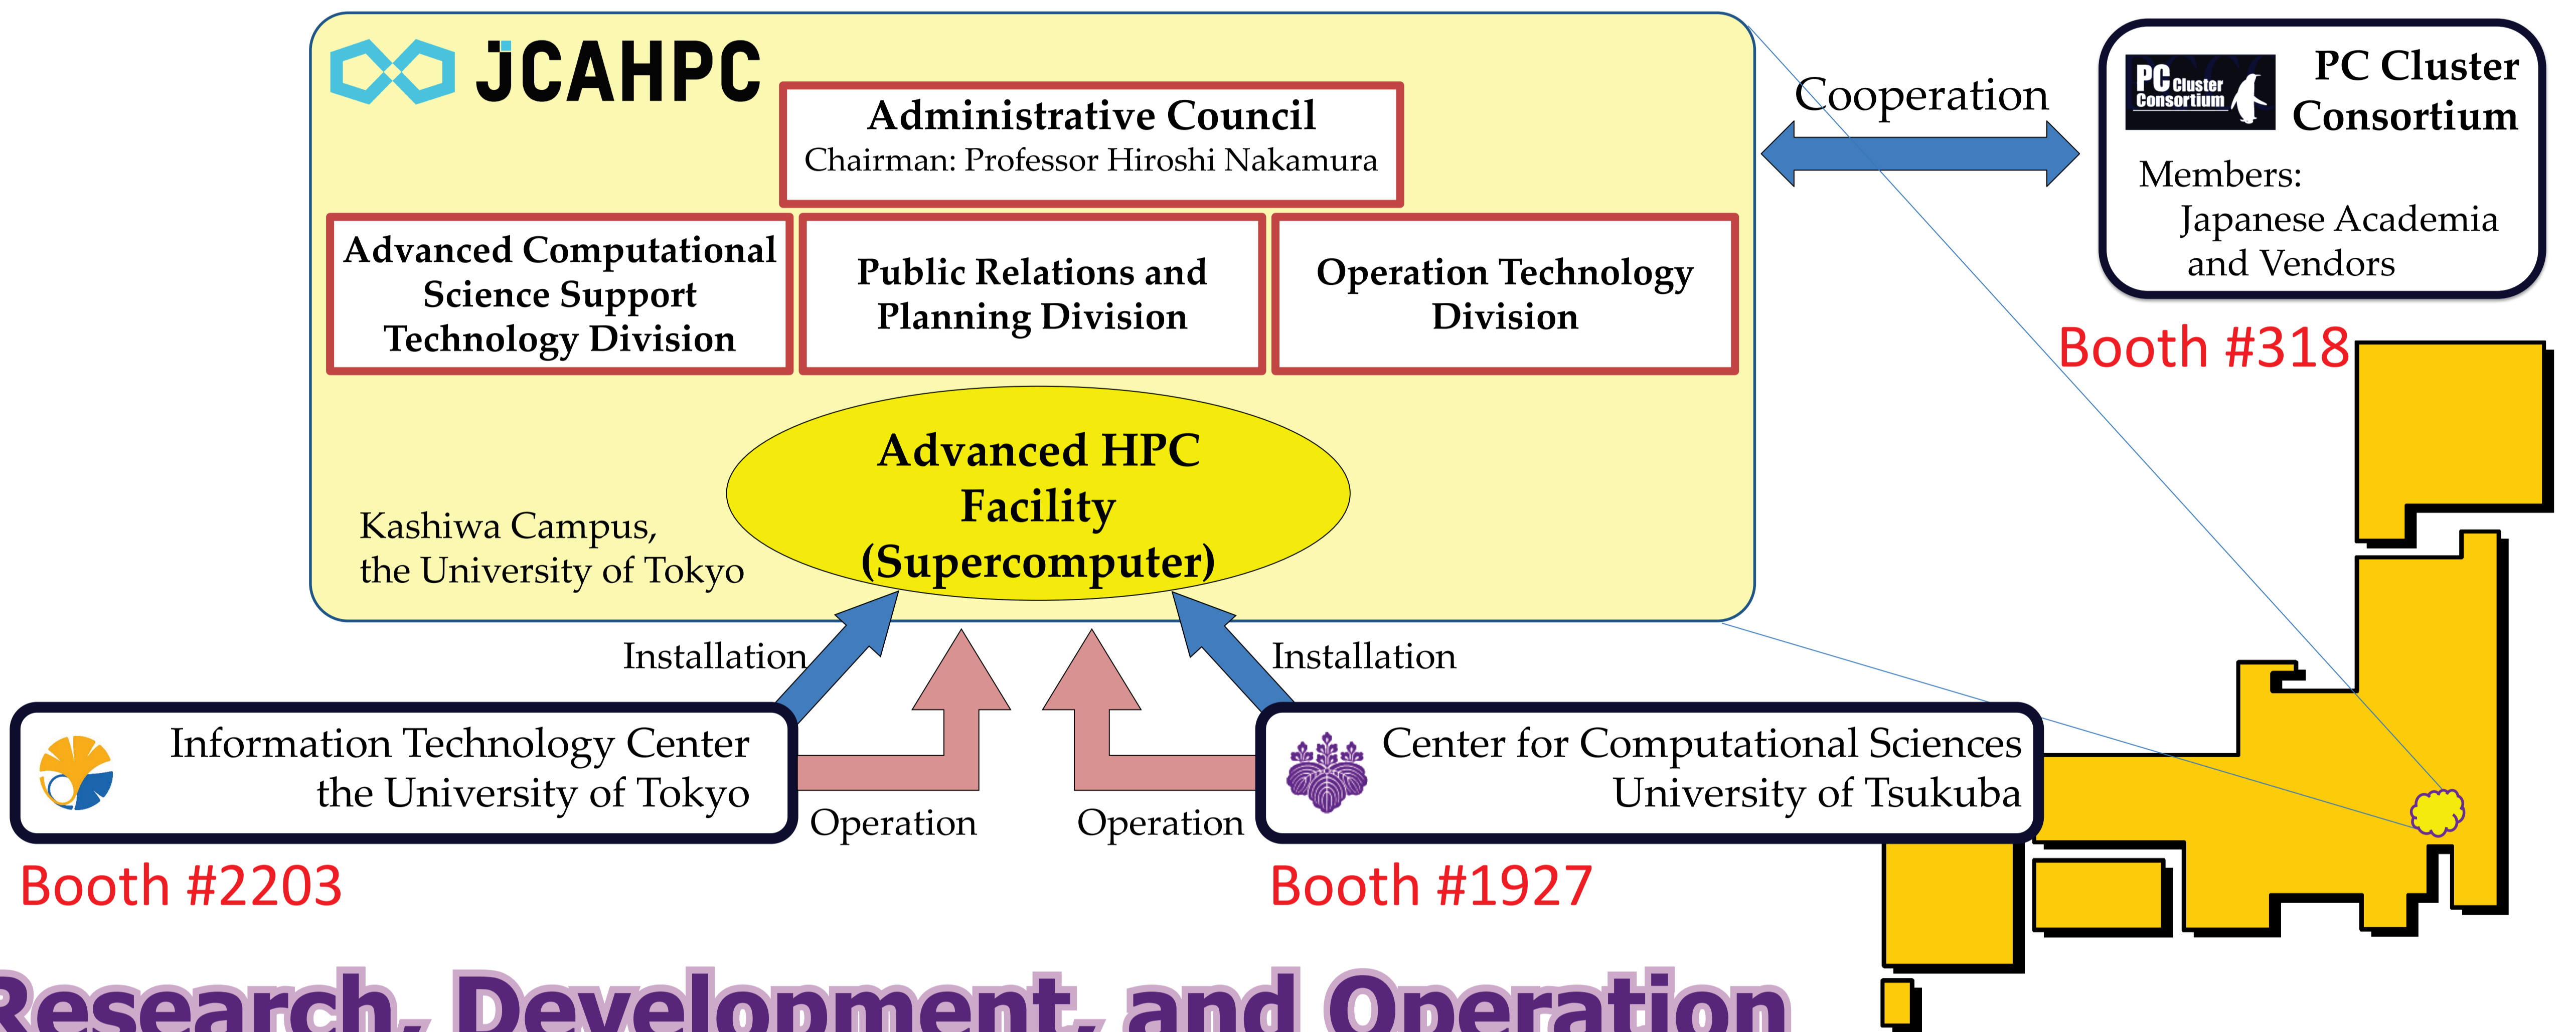 JCAHPC
Administrative Council
Chairman: Professor Hiroshi Nakamura
Advanced Computational
Science Support
Technology Division
Public Relations and
Planning Division
Operation Technology
Division
Advanced HPC
Facility
(Supercomputer)
Kashiwa Campus,
the University of Tokyo
Cooperation
PC Cluster
Consortium
PC Cluster
Consortium
Members:
Japanese Academia
and Vendors
Booth #318
Installation
Installation
Information Technology Center
the University of Tokyo
Operation
Operation
Center for Computational Sciences
University of Tsukuba
Booth #2203
Booth #1927
Research, Development, and Operation